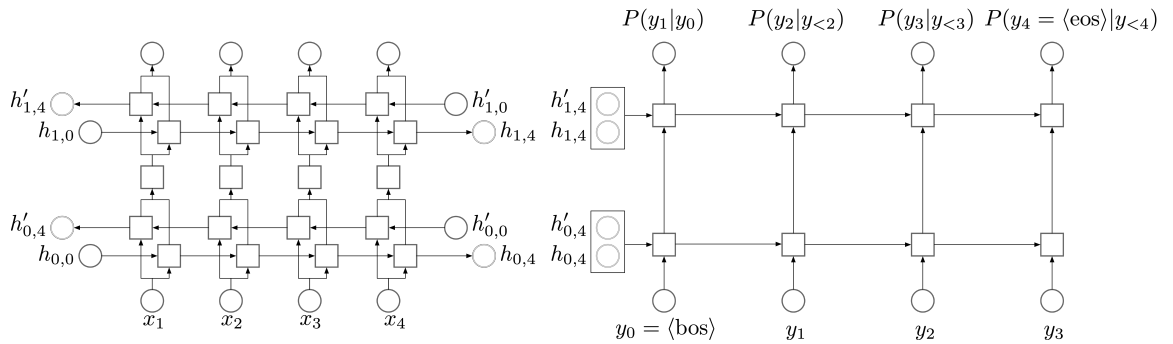 P(y_1|y_0) P(y_2|y_{<2}) P(y_3|y_{<3}) P(y_4 = ⟨eos⟩|y_{<4})
h'_{1,4} h'_{1,0} h'_{1,4}
h_{1,0} h_{1,4} h_{1,4}
h'_{0,4} h'_{0,0} h'_{0,4}
h_{0,0} h_{0,4} h_{0,4}
x_1 x_2 x_3 x_4 y_0 = ⟨bos⟩ y_1 y_2 y_3